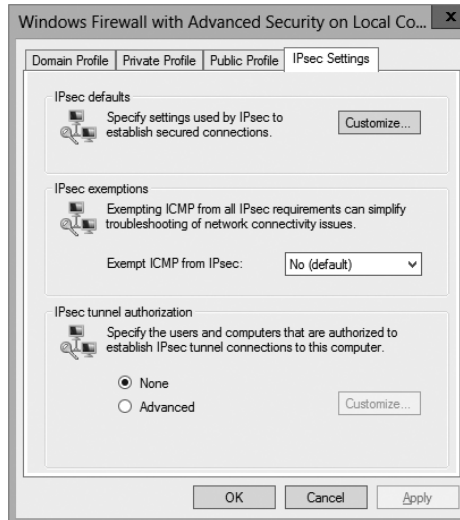 Windows Firewall with Advanced Security on Local Co... x
Domain Profile Private Profile Public Profile IPsec Settings
IPsec defaults
Specify settings used by IPsec to
establish secured connections.
Customize...
IPsec exemptions
Exempting ICMP from all IPsec requirements can simplify
troubleshooting of network connectivity issues.
Exempt ICMP from IPsec: No (default)
IPsec tunnel authorization
Specify the users and computers that are authorized to
establish IPsec tunnel connections to this computer.
None
Advanced Customize...
OK Cancel Apply